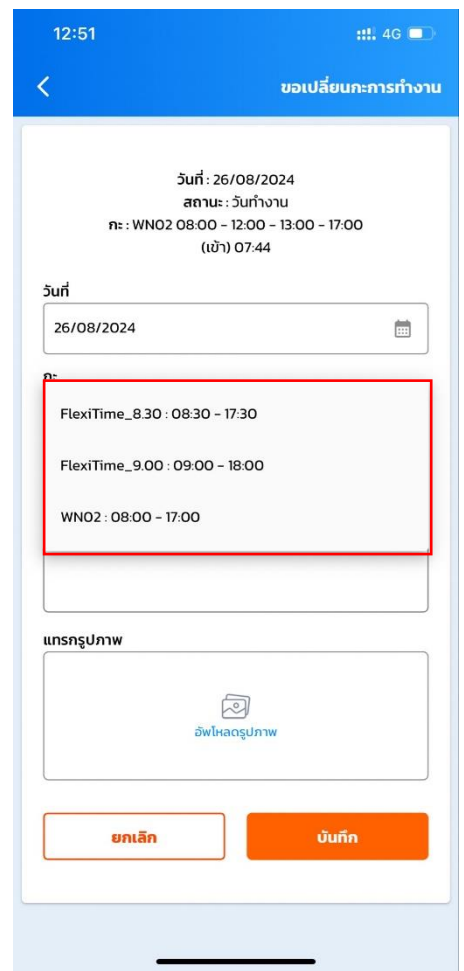 12:51
4G
ขอเปลี่ยนกะการทำงาน
วันที่ : 26/08/2024
สถานะ : วันทำงาน
กะ : WN02 08:00 - 12:00 - 13:00 - 17:00
(เข้า) 07:44
วันที่
26/08/2024
กะ
FlexiTime_8.30 : 08:30 - 17:30
FlexiTime_9.00 : 09:00 - 18:00
WN02 : 08:00 - 17:00
แทรกรูปภาพ
อัพโหลดรูปภาพ
ยกเลิก
บันทึก